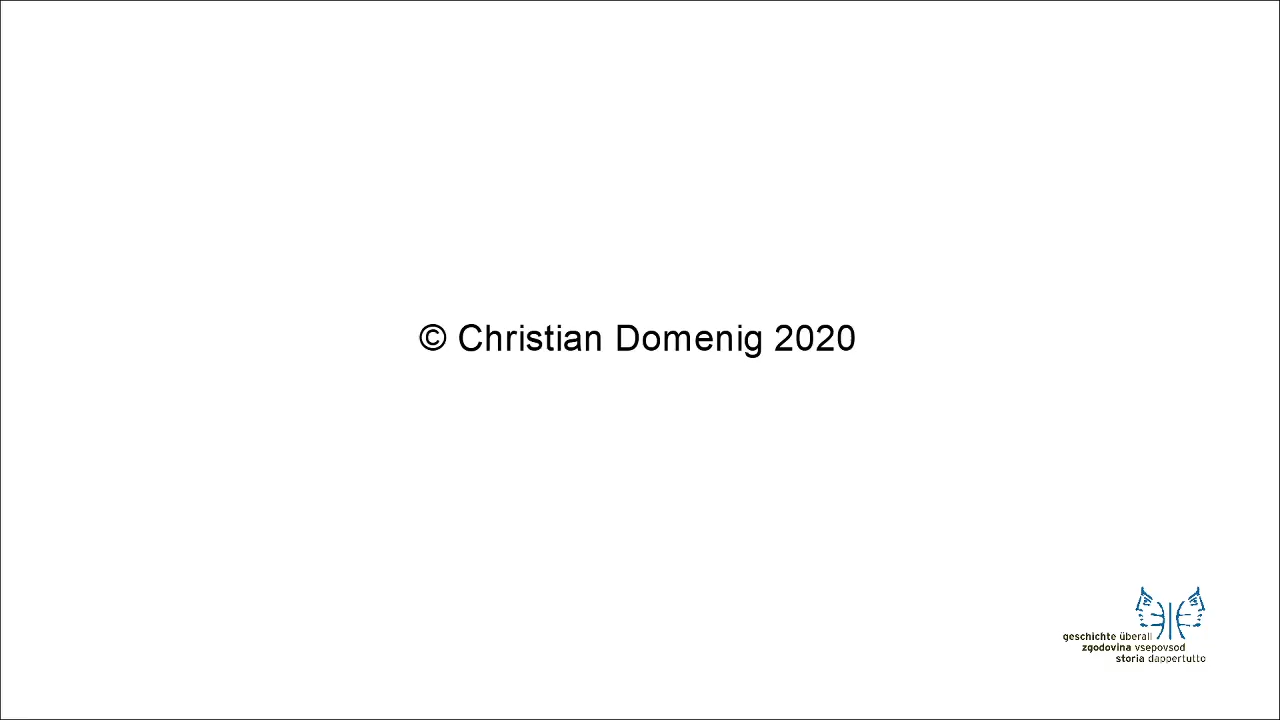 © Christian Domenig 2020
geschichte überall
zgodovina vsepovsod
storia dappertutto